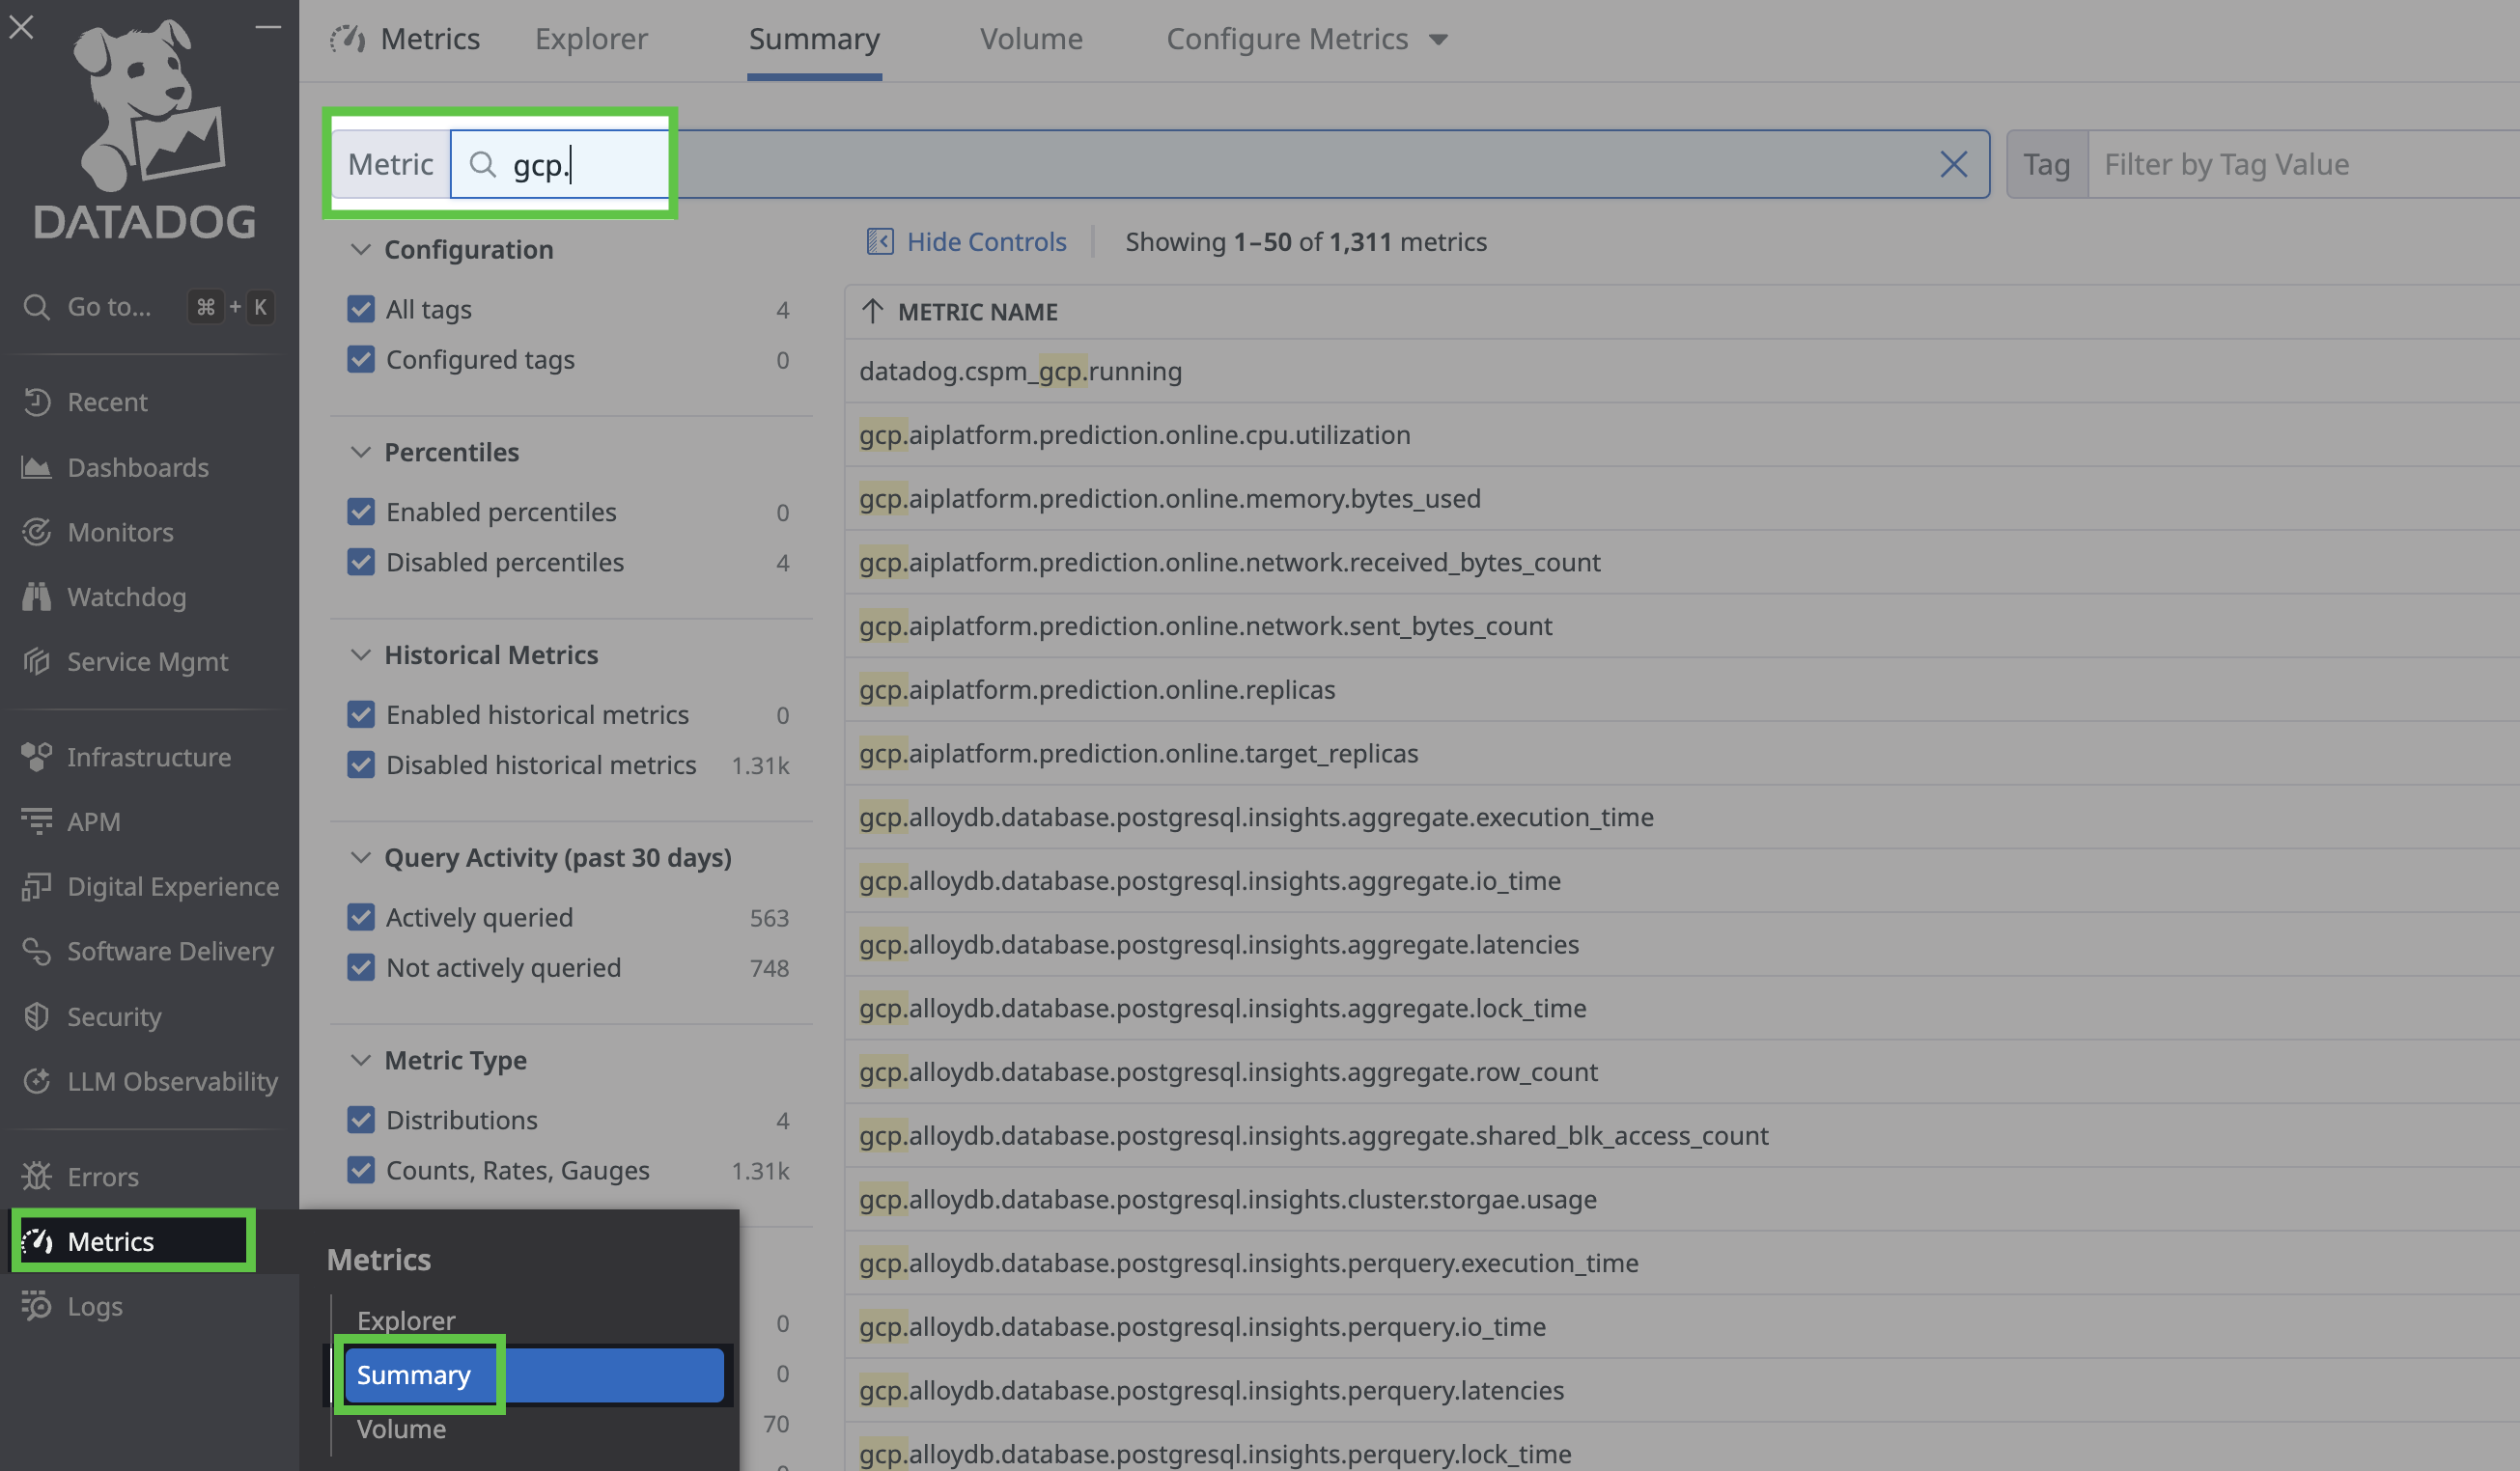 DATADOG
Go to... ⌘ + K
Recent
Dashboards
Monitors
Watchdog
Service Mgmt
Infrastructure
APM
Digital Experience
Software Delivery
Security
LLM Observability
Errors
Metrics
Logs
Metrics
Explorer
Summary
Volume
Metrics Explorer Summary Volume Configure Metrics
Metric gcp. Tag Filter by Tag Value
Configuration
All tags 4
Configured tags 0
Percentiles
Enabled percentiles 0
Disabled percentiles 4
Historical Metrics
Enabled historical metrics 0
Disabled historical metrics 1.31k
Query Activity (past 30 days)
Actively queried 563
Not actively queried 748
Metric Type
Distributions 4
Counts, Rates, Gauges 1.31k
0
0
70
Hide Controls Showing 1–50 of 1,311 metrics
METRIC NAME
datadog.cspm_gcp.running
gcp.aiplatform.prediction.online.cpu.utilization
gcp.aiplatform.prediction.online.memory.bytes_used
gcp.aiplatform.prediction.online.network.received_bytes_count
gcp.aiplatform.prediction.online.network.sent_bytes_count
gcp.aiplatform.prediction.online.replicas
gcp.aiplatform.prediction.online.target_replicas
gcp.alloydb.database.postgresql.insights.aggregate.execution_time
gcp.alloydb.database.postgresql.insights.aggregate.io_time
gcp.alloydb.database.postgresql.insights.aggregate.latencies
gcp.alloydb.database.postgresql.insights.aggregate.lock_time
gcp.alloydb.database.postgresql.insights.aggregate.row_count
gcp.alloydb.database.postgresql.insights.aggregate.shared_blk_access_count
gcp.alloydb.database.postgresql.insights.cluster.storgae.usage
gcp.alloydb.database.postgresql.insights.perquery.execution_time
gcp.alloydb.database.postgresql.insights.perquery.io_time
gcp.alloydb.database.postgresql.insights.perquery.latencies
gcp.alloydb.database.postgresql.insights.perquery.lock_time